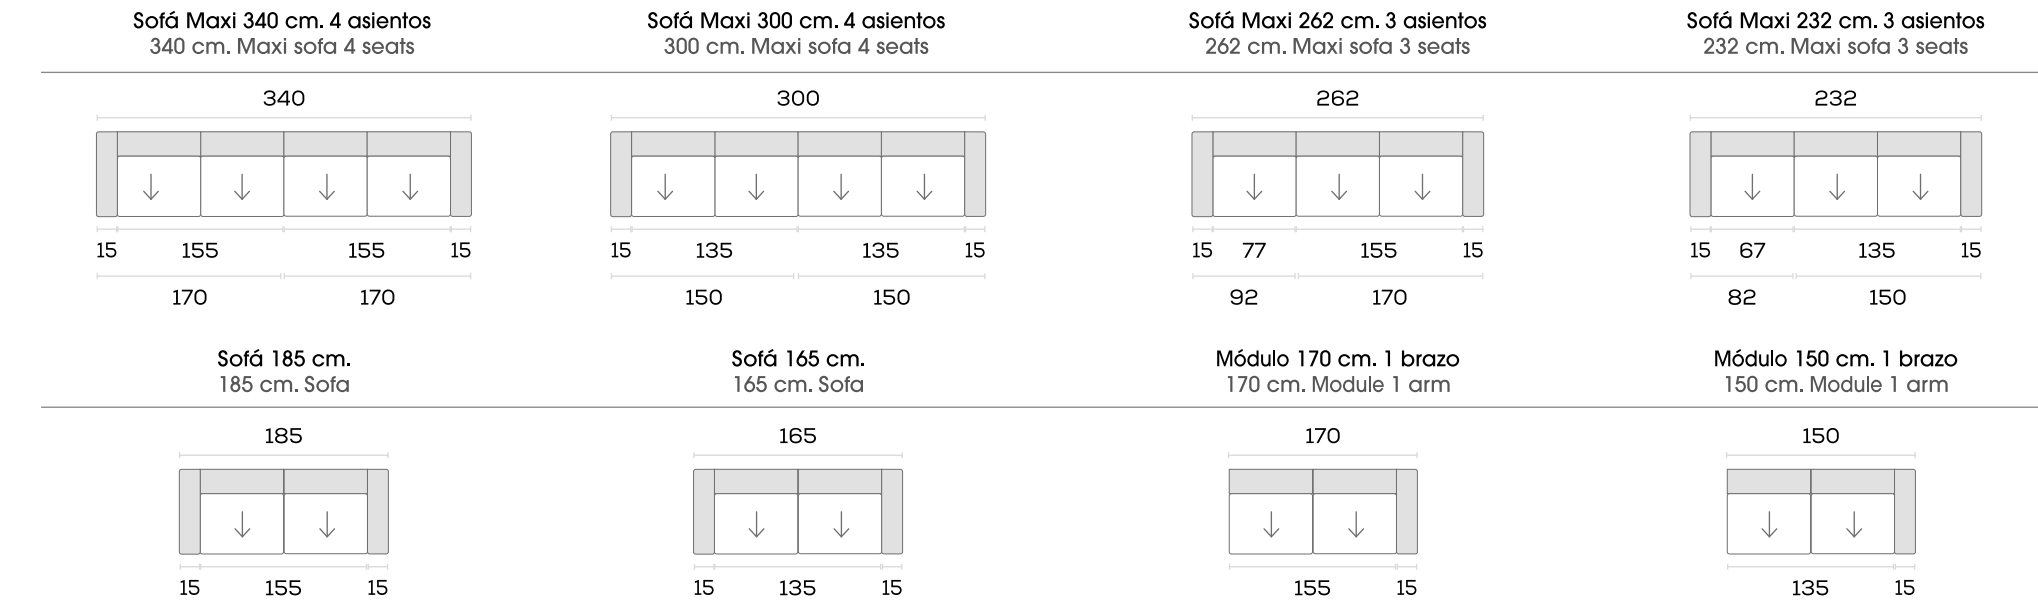 Sofá Maxi 340 cm. 4 asientos
340 cm. Maxi sofa 4 seats
Sofá Maxi 300 cm. 4 asientos
300 cm. Maxi sofa 4 seats
Sofá Maxi 262 cm. 3 asientos
262 cm. Maxi sofa 3 seats
Sofá Maxi 232 cm. 3 asientos
232 cm. Maxi sofa 3 seats
340
15 155 155 15
170 170
300
15 135 135 15
150 150
262
15 77 155 15
92 170
232
15 67 135 15
82 150
Sofá 185 cm.
185 cm. Sofa
Sofá 165 cm.
165 cm. Sofa
Módulo 170 cm. 1 brazo
170 cm. Module 1 arm
Módulo 150 cm. 1 brazo
150 cm. Module 1 arm
185
15 155 15
165
15 135 15
170
155 15
150
135 15